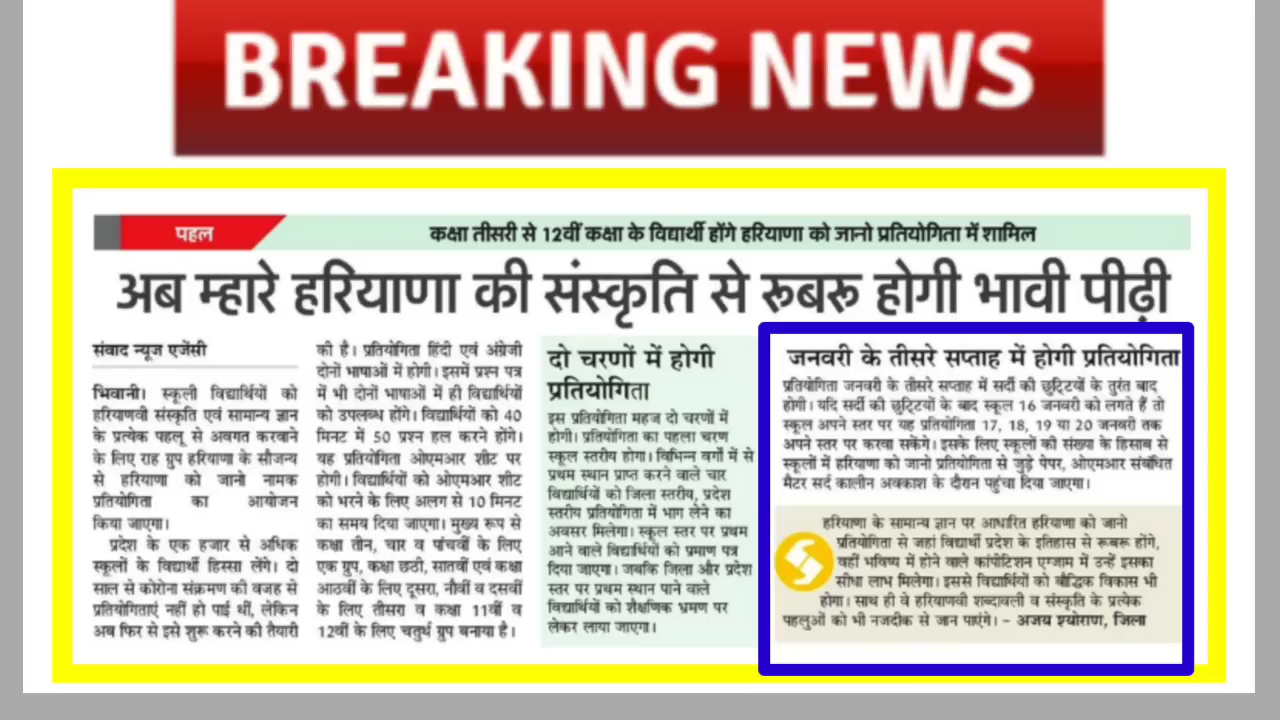 BREAKING NEWS
पहल
कक्षा तीसरी से 12वीं कक्षा के विद्यार्थी होंगे हरियाणा को जानो प्रतियोगिता में शामिल
अब म्हारे हरियाणा की संस्कृति से रूबरू होगी भावी पीढ़ी
संवाद न्यूज एजेंसी
भिवानी। स्कूली विद्यार्थियों को
हरियाणवी संस्कृति एवं सामान्य ज्ञान
के प्रत्येक पहलू से अवगत करवाने
के लिए राह ग्रुप हरियाणा के सौजन्य
से हरियाणा को जानो नामक
प्रतियोगिता का आयोजन
किया जाएगा।
प्रदेश के एक हजार से अधिक
स्कूलों के विद्यार्थी हिस्सा लेंगे। दो
साल से कोरोना संक्रमण की वजह से
प्रतियोगिताएं नहीं हो पाई थीं, लेकिन
अब फिर से इसे शुरू करने की तैयारी
की है। प्रतियोगिता हिंदी एवं अंग्रेजी
दोनों भाषाओं में होगी। इसमें प्रश्न पत्र
में भी दोनों भाषाओं में ही विद्यार्थियों
को उपलब्ध होंगे। विद्यार्थियों को 40
मिनट में 50 प्रश्न हल करने होंगे।
यह प्रतियोगिता ओएमआर शीट पर
होगी। विद्यार्थियों को ओएमआर शीट
को भरने के लिए अलग से 10 मिनट
का समय दिया जाएगा। मुख्य रूप से
कक्षा तीन, चार व पांचवीं के लिए
एक ग्रुप, कक्षा छठी, सातवीं एवं कक्षा
आठवीं के लिए दूसरा, नौवीं व दसवीं
के लिए तीसरा व कक्षा 11वीं व
12वीं के लिए चतुर्थ ग्रुप बनाया है।
दो चरणों में होगी
प्रतियोगिता
इस प्रतियोगिता महज दो चरणों में
होगी। प्रतियोगिता का पहला चरण
स्कूल स्तरीय होगा। विभिन्न वर्गों में से
प्रथम स्थान प्राप्त करने वाले चार
विद्यार्थियों को जिला स्तरीय, प्रदेश
स्तरीय प्रतियोगिता में भाग लेने का
अवसर मिलेगा। स्कूल स्तर पर प्रथम
आने वाले विद्यार्थियों को प्रमाण पत्र
दिया जाएगा। जबकि जिला और प्रदेश
स्तर पर प्रथम स्थान पाने वाले
विद्यार्थियों को शैक्षणिक भ्रमण पर
लेकर लाया जाएगा।
जनवरी के तीसरे सप्ताह में होगी प्रतियोगिता
प्रतियोगिता जनवरी के तीसरे सप्ताह में सर्दी की छुट्टियों के तुरंत बाद
होगी। यदि सर्दी की छुट्टियों के बाद स्कूल 16 जनवरी को लगते हैं तो
स्कूल अपने स्तर पर यह प्रतियोगिता 17, 18, 19 या 20 जनवरी तक
अपने स्तर पर करवा सकेंगे। इसके लिए स्कूलों की संख्या के हिसाब से
स्कूलों में हरियाणा को जानो प्रतियोगिता से जुड़े पेपर, ओएमआर संबंधित
मैटर सर्द कालीन अवकाश के दौरान पहुंचा दिया जाएगा।
हरियाणा के सामान्य ज्ञान पर आधारित हरियाणा को जानो
प्रतियोगिता से जहां विद्यार्थी प्रदेश के इतिहास से रूबरू होंगे,
वहीं भविष्य में होने वाले कांपीटिशन एग्जाम में उन्हें इसका
सीधा लाभ मिलेगा। इससे विद्यार्थियों को बौद्धिक विकास भी
होगा। साथ ही वे हरियाणवी शब्दावली व संस्कृति के प्रत्येक
पहलुओं को भी नजदीक से जान पाएंगे। - अजय श्योराण, जिला